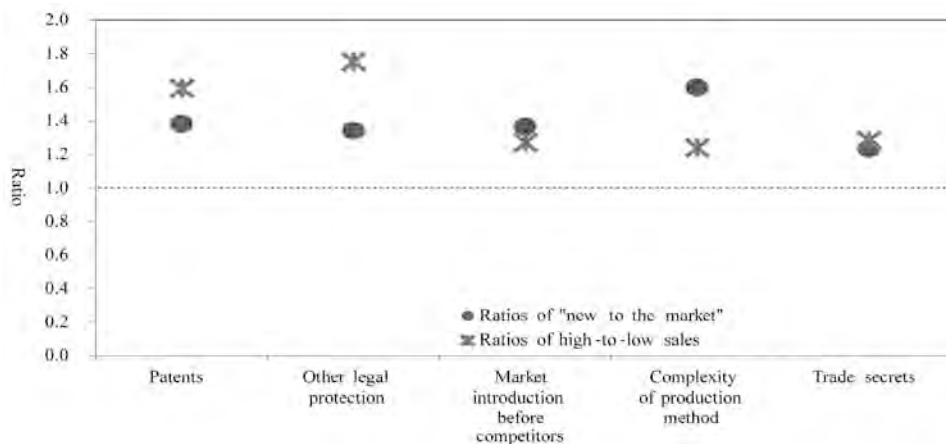 2.0
1.8
1.6
1.4
1.2
1.0
0.8
0.6
0.4
0.2
0.0
Ratio
Ratios of "new to the market"
Ratios of high-to-low sales
Patents
Other legal
protection
Market
introduction
before
competitors
Complexity
of production
method
Trade secrets